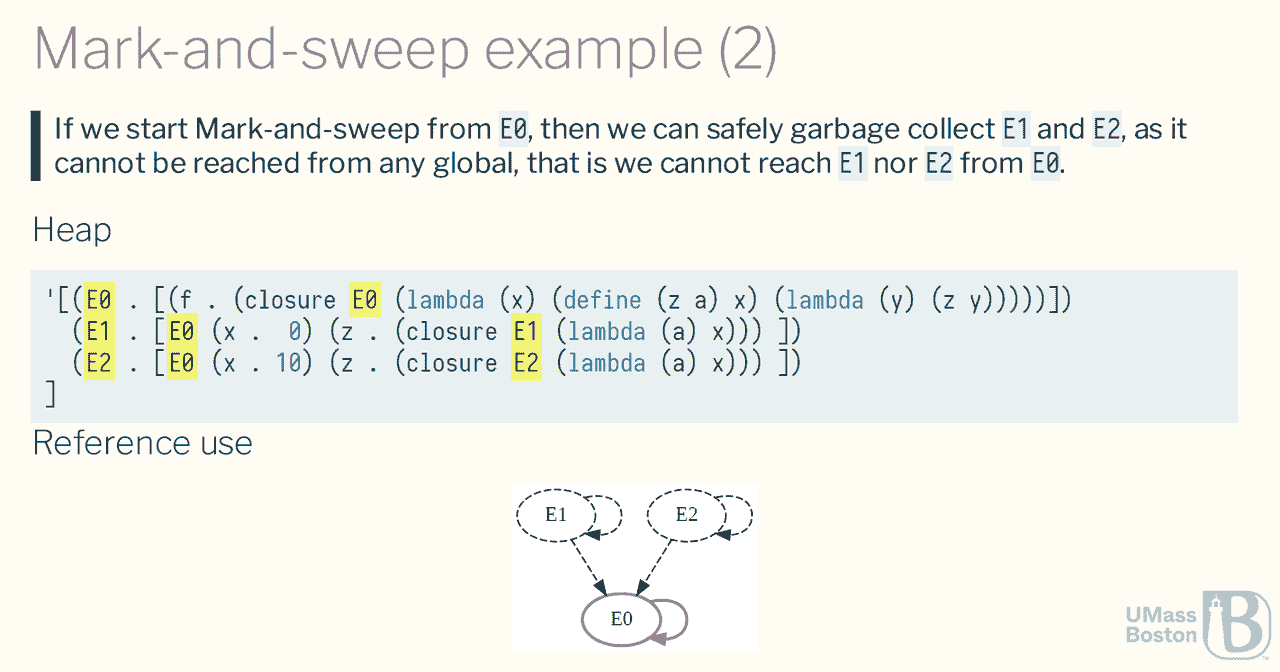 Mark-and-sweep example (2)
If we start Mark-and-sweep from E0, then we can safely garbage collect E1 and E2, as it
cannot be reached from any global, that is we cannot reach E1 nor E2 from E0.
Heap
'[(E0 . [(f . (closure E0 (lambda (x) (define (z a) x) (lambda (y) (z y)))))])
(E1 . [E0 (x .  0) (z . (closure E1 (lambda (a) x))) ])
(E2 . [E0 (x . 10) (z . (closure E2 (lambda (a) x))) ])
]
Reference use
E1
E2
E0
UMass
Boston
B